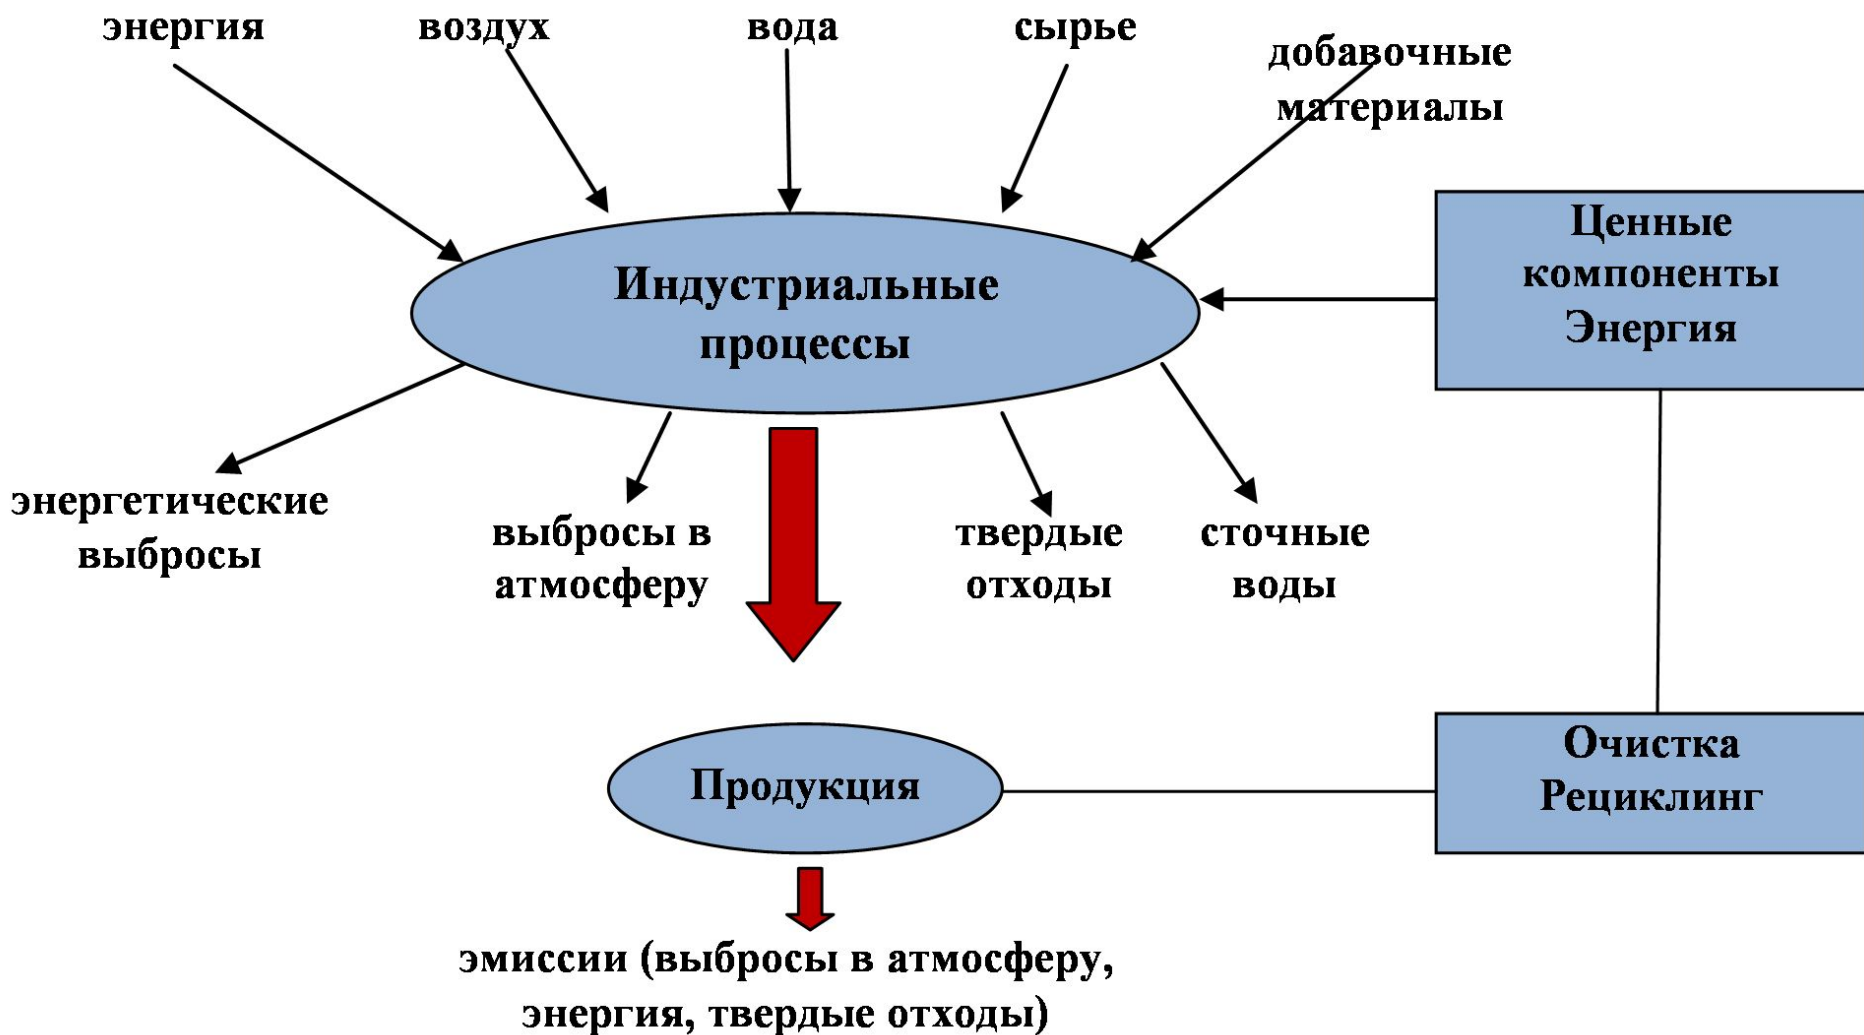 энергия
воздух
вода
сырье
добавочные
материалы
Ценные
компоненты
Энергия
Индустриальные
процессы
энергетические
выбросы
выбросы в
атмосферу
твердые
отходы
сточные
воды
Продукция
Очистка
Рециклинг
эмиссии (выбросы в атмосферу,
энергия, твердые отходы)